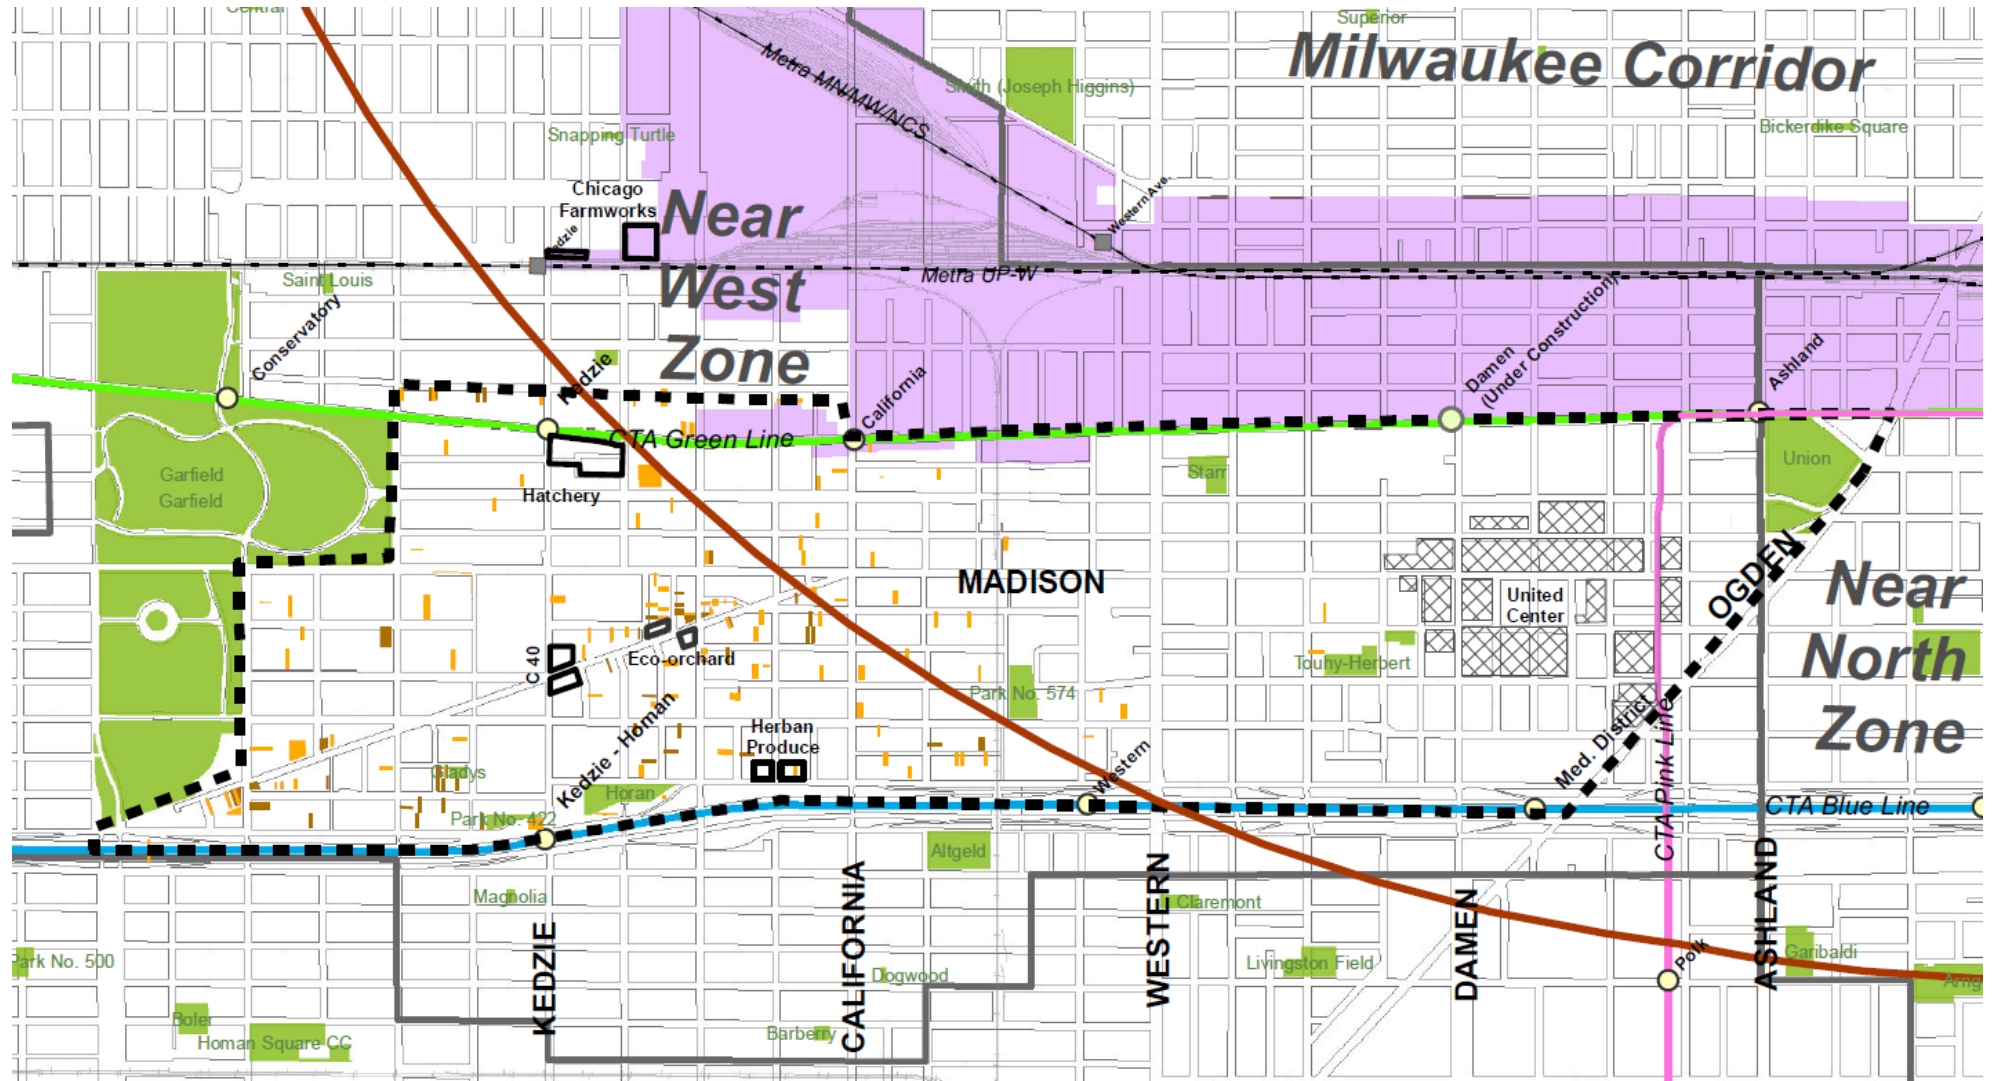 Central
Superior
Milwaukee Corridor
Metra MN/MW/NCS
Smith (Joseph Higgins)
Bickerdike Square
Snapping Turtle
Chicago
Farmworks
Near
West
Zone
Kedzie
Western Ave.
Metra UP-W
Saint Louis
Conservatory
Kedzie
California
Damen
(Under Construction)
Ashland
CTA Green Line
Garfield
Garfield
Hatchery
Starr
Union
MADISON
United
Center
OGDEN
Near
North
Zone
C 40
Eco-orchard
Touhy-Herbert
Park No. 574
Herban
Produce
Kedzie - Homan
Western
Med. District
CTA Pink Line
CTA Blue Line
Gladys
Horan
Park No. 422
Altgeld
Magnolia
KEDZIE
CALIFORNIA
WESTERN
DAMEN
ASHLAND
Claremont
Park No. 500
Dogwood
Livingston Field
Polk
Garibaldi
Boler
Homan Square CC
Barberry